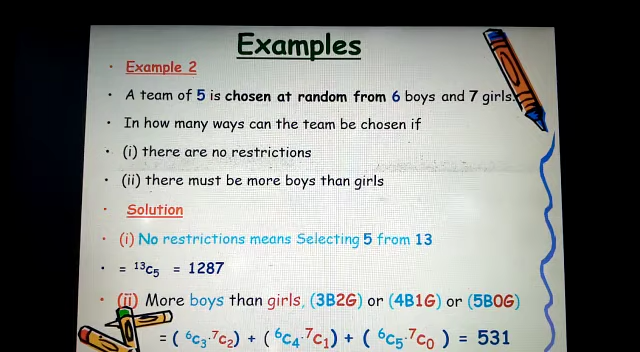 Examples
• Example 2
• A team of 5 is chosen at random from 6 boys and 7 girls.
• In how many ways can the team be chosen if
• (i) there are no restrictions
• (ii) there must be more boys than girls
• Solution
• (i) No restrictions means Selecting 5 from 13
• = ¹³C₅ = 1287
• (ii) More boys than girls, (3B2G) or (4B1G) or (5B0G)
= ( ⁶C₃.⁷C₂) + ( ⁶C₄.⁷C₁) + ( ⁶C₅.⁷C₀ ) = 531